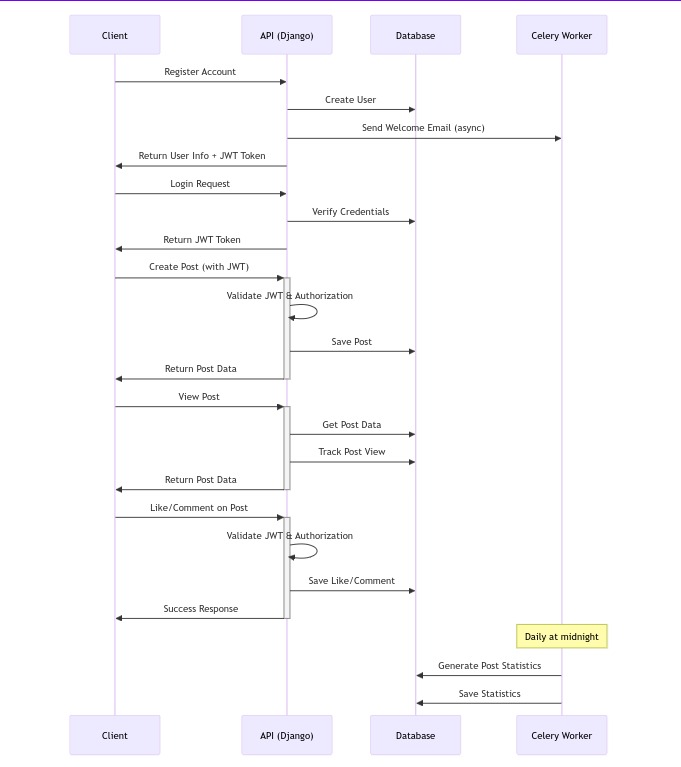 Client
API (Django)
Database
Celery Worker
Register Account
Create User
Send Welcome Email (async)
Return User Info + JWT Token
Login Request
Verify Credentials
Return JWT Token
Create Post (with JWT)
Validate JWT & Authorization
Save Post
Return Post Data
View Post
Get Post Data
Track Post View
Return Post Data
Like/Comment on Post
Validate JWT & Authorization
Save Like/Comment
Success Response
Daily at midnight
Generate Post Statistics
Save Statistics
Client
API (Django)
Database
Celery Worker